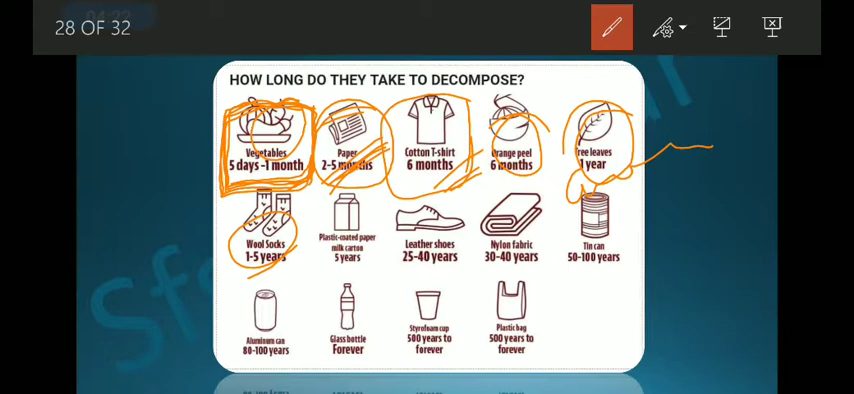 28 OF 32
HOW LONG DO THEY TAKE TO DECOMPOSE?
Vegetables
5 days -1 month
Paper
2-5 months
Cotton T-shirt
6 months
Orange peel
6 months
Tree leaves
1 year
Wool Socks
1-5 years
Plastic-coated paper
milk carton
5 years
Leather shoes
25-40 years
Nylon fabric
30-40 years
Tin can
50-100 years
Aluminum can
80-100 years
Glass bottle
Forever
Styrofoam cup
500 years to
forever
Plastic bag
500 years to
forever